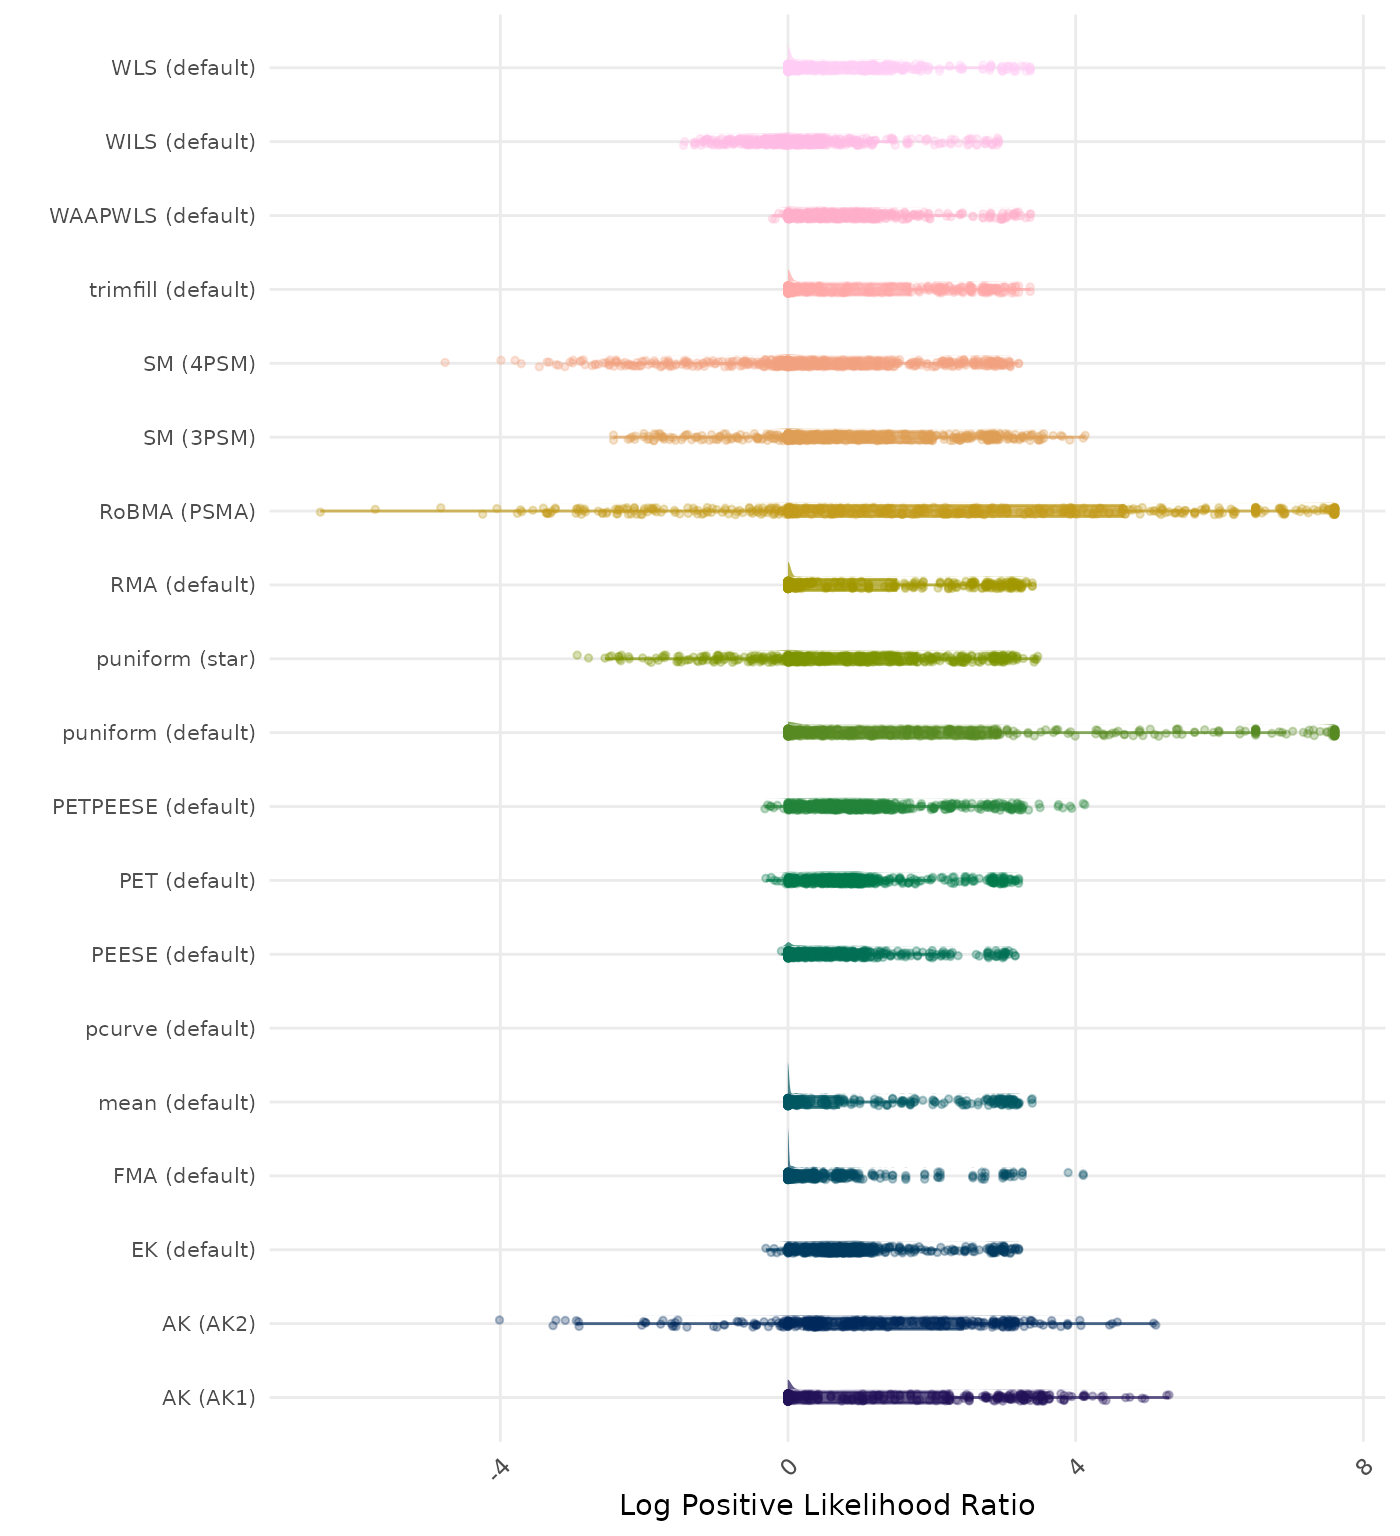 WLS (default)
WILS (default)
WAAPWLS (default)
trimfill (default)
SM (4PSM)
SM (3PSM)
RoBMA (PSMA)
RMA (default)
puniform (star)
puniform (default)
PETPEESE (default)
PET (default)
PEESE (default)
pcurve (default)
mean (default)
FMA (default)
EK (default)
AK (AK2)
AK (AK1)
-4 0 4 8
Log Positive Likelihood Ratio